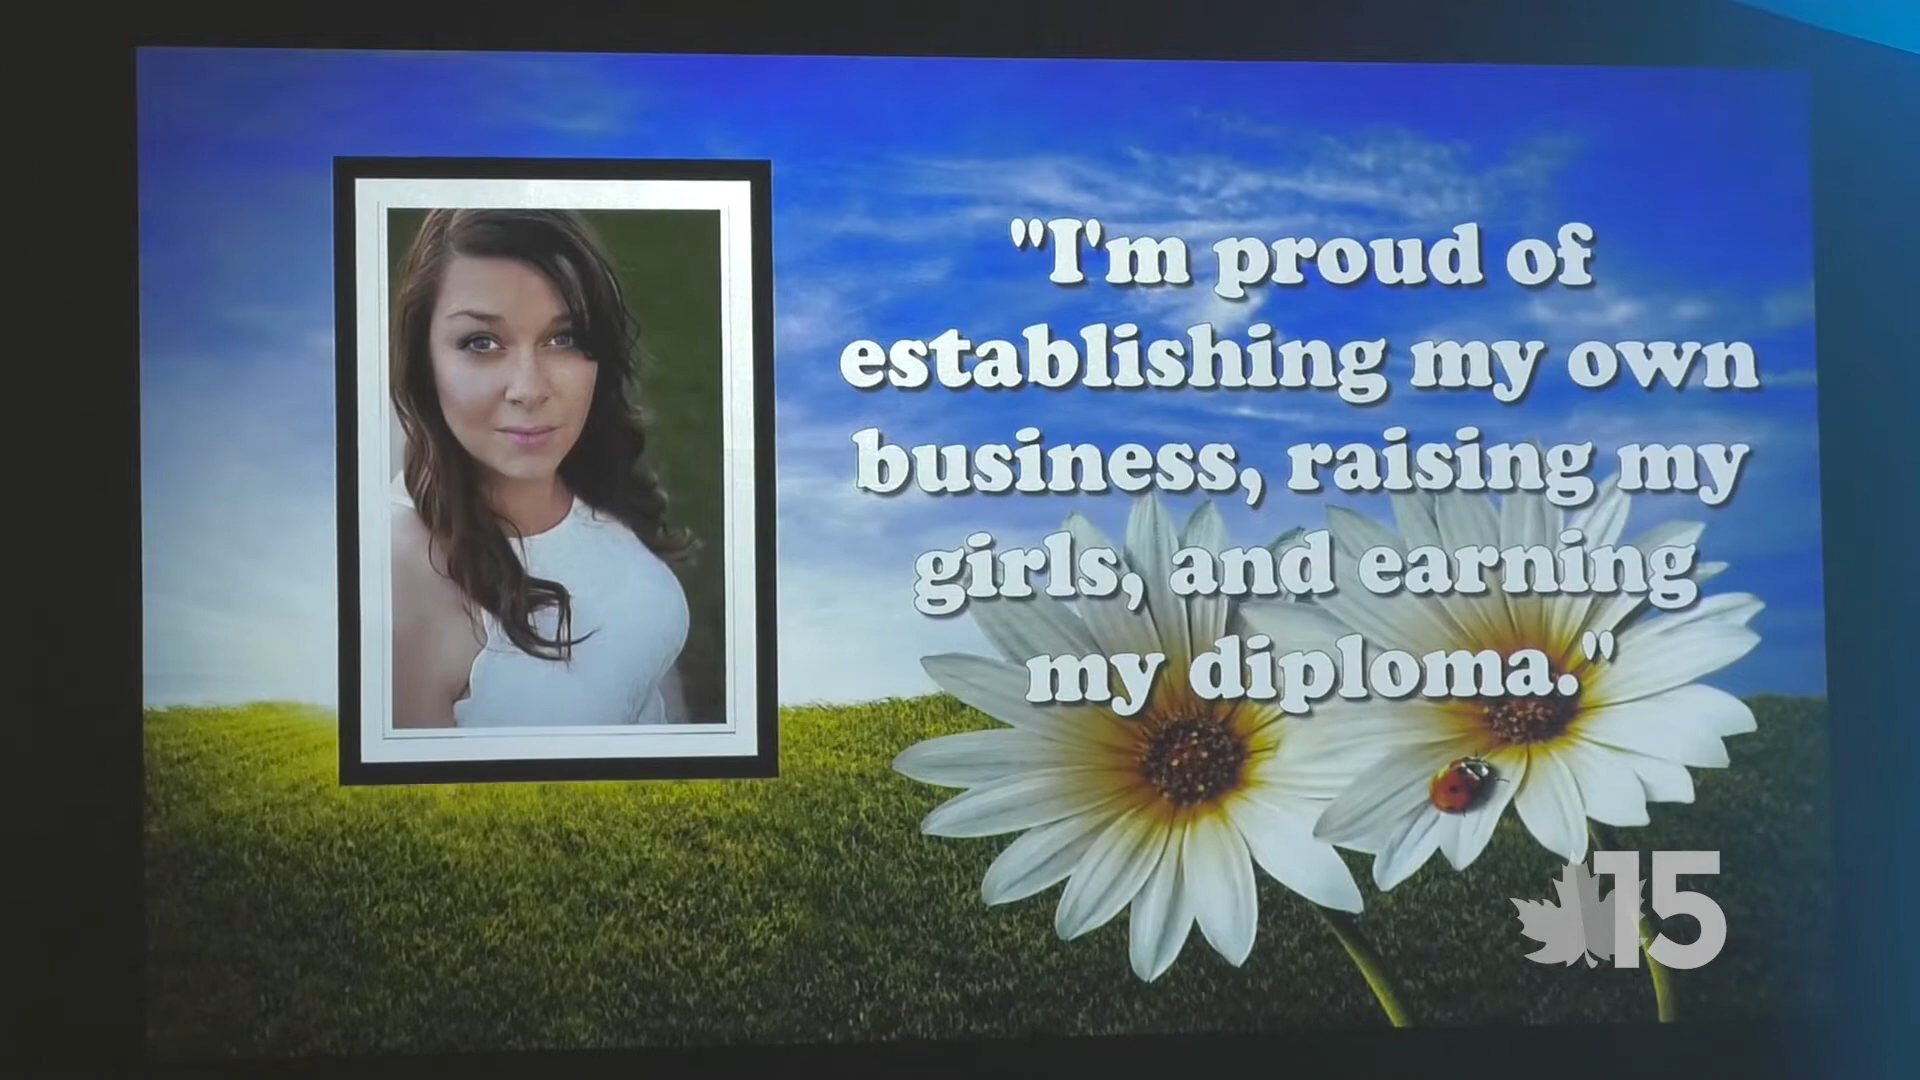 "I'm proud of
establishing my own
business, raising my
girls, and earning
my diploma."
15